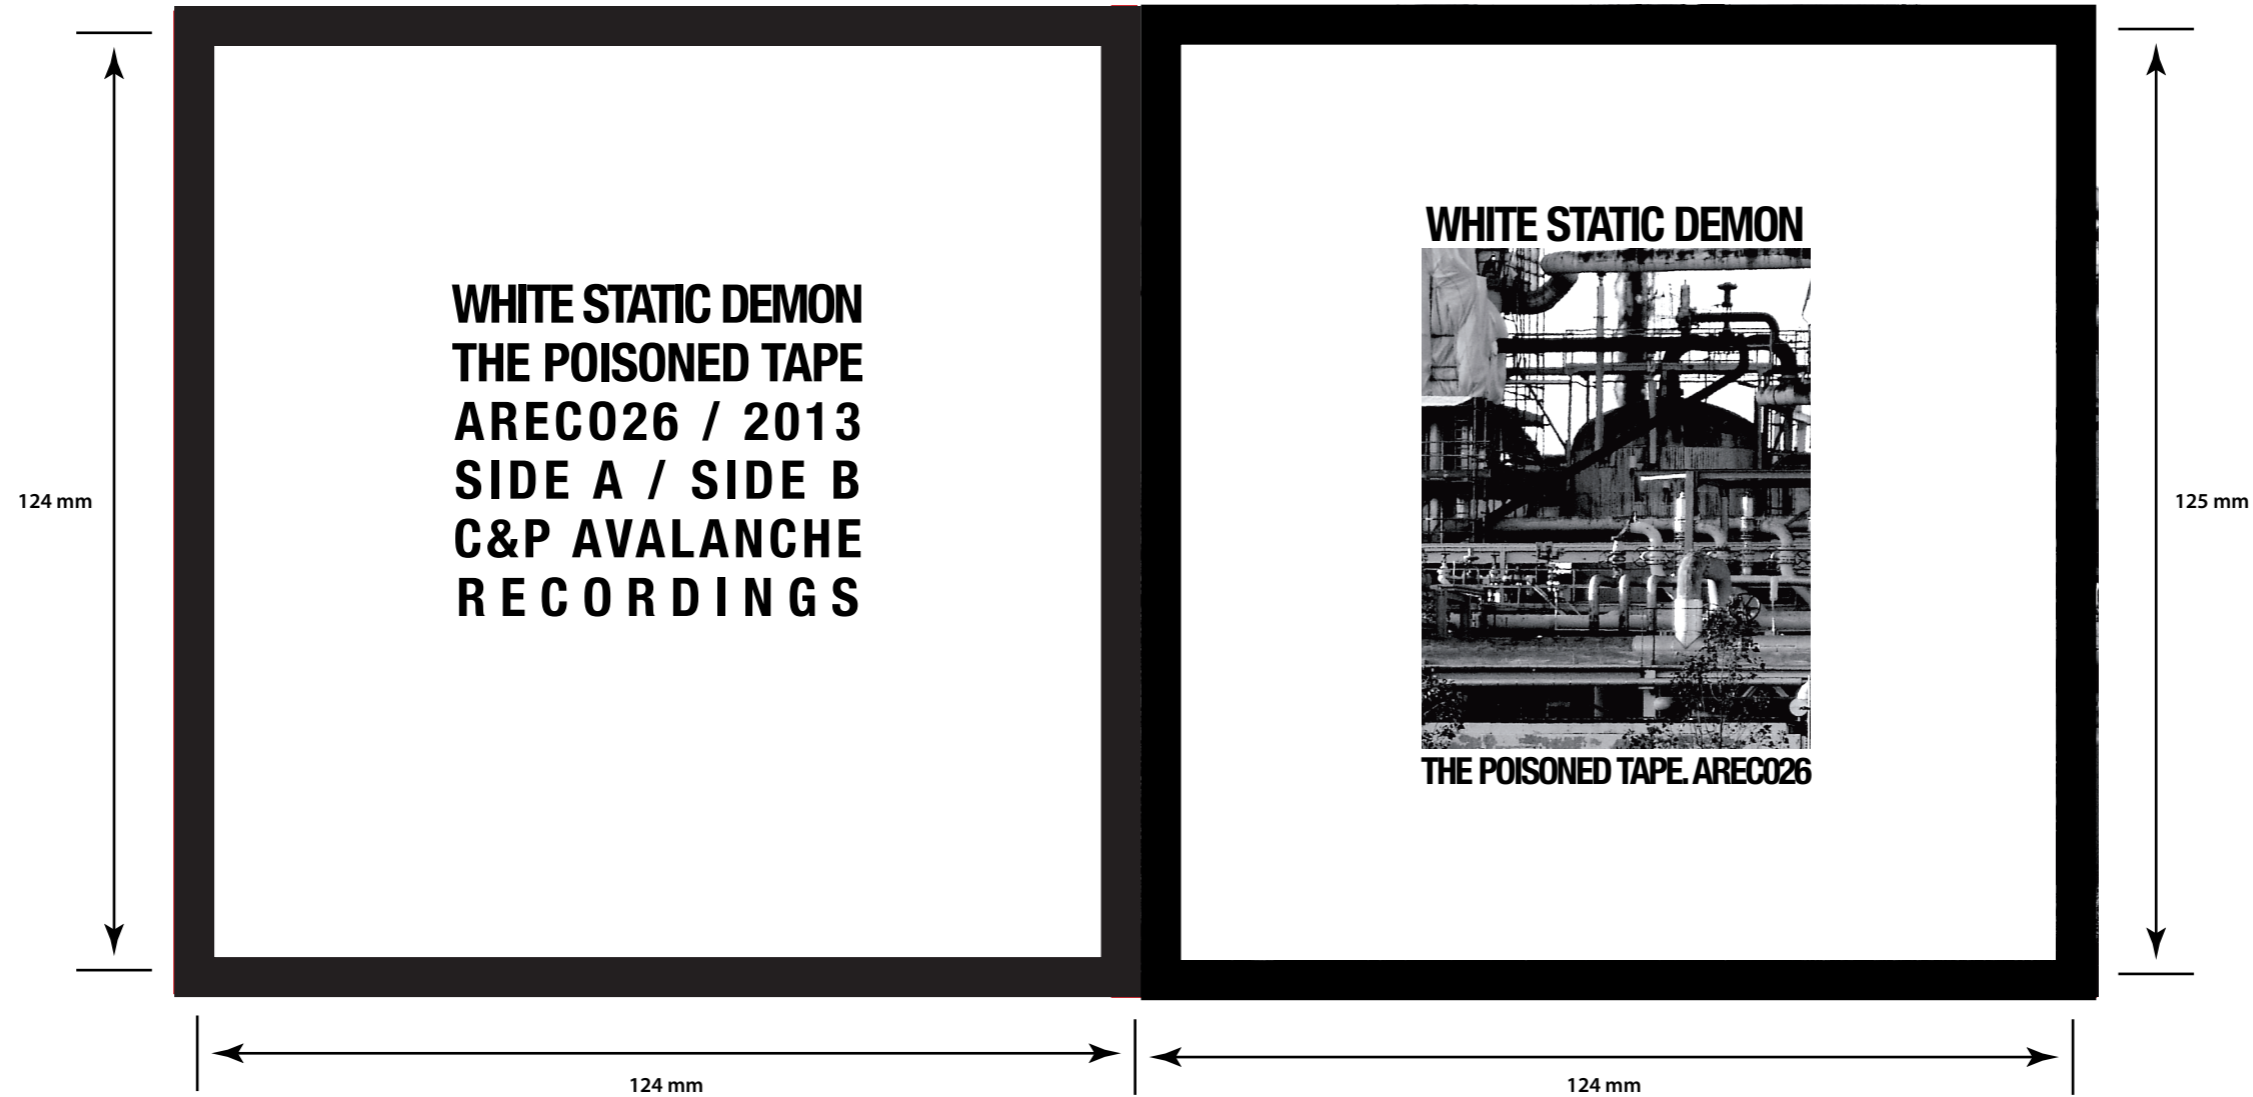 WHITE STATIC DEMON
THE POISONED TAPE
AREC026 / 2013
SIDE A / SIDE B
C&P AVALANCHE
RECORDINGS
WHITE STATIC DEMON
THE POISONED TAPE. AREC026
124 mm
125 mm
124 mm
124 mm